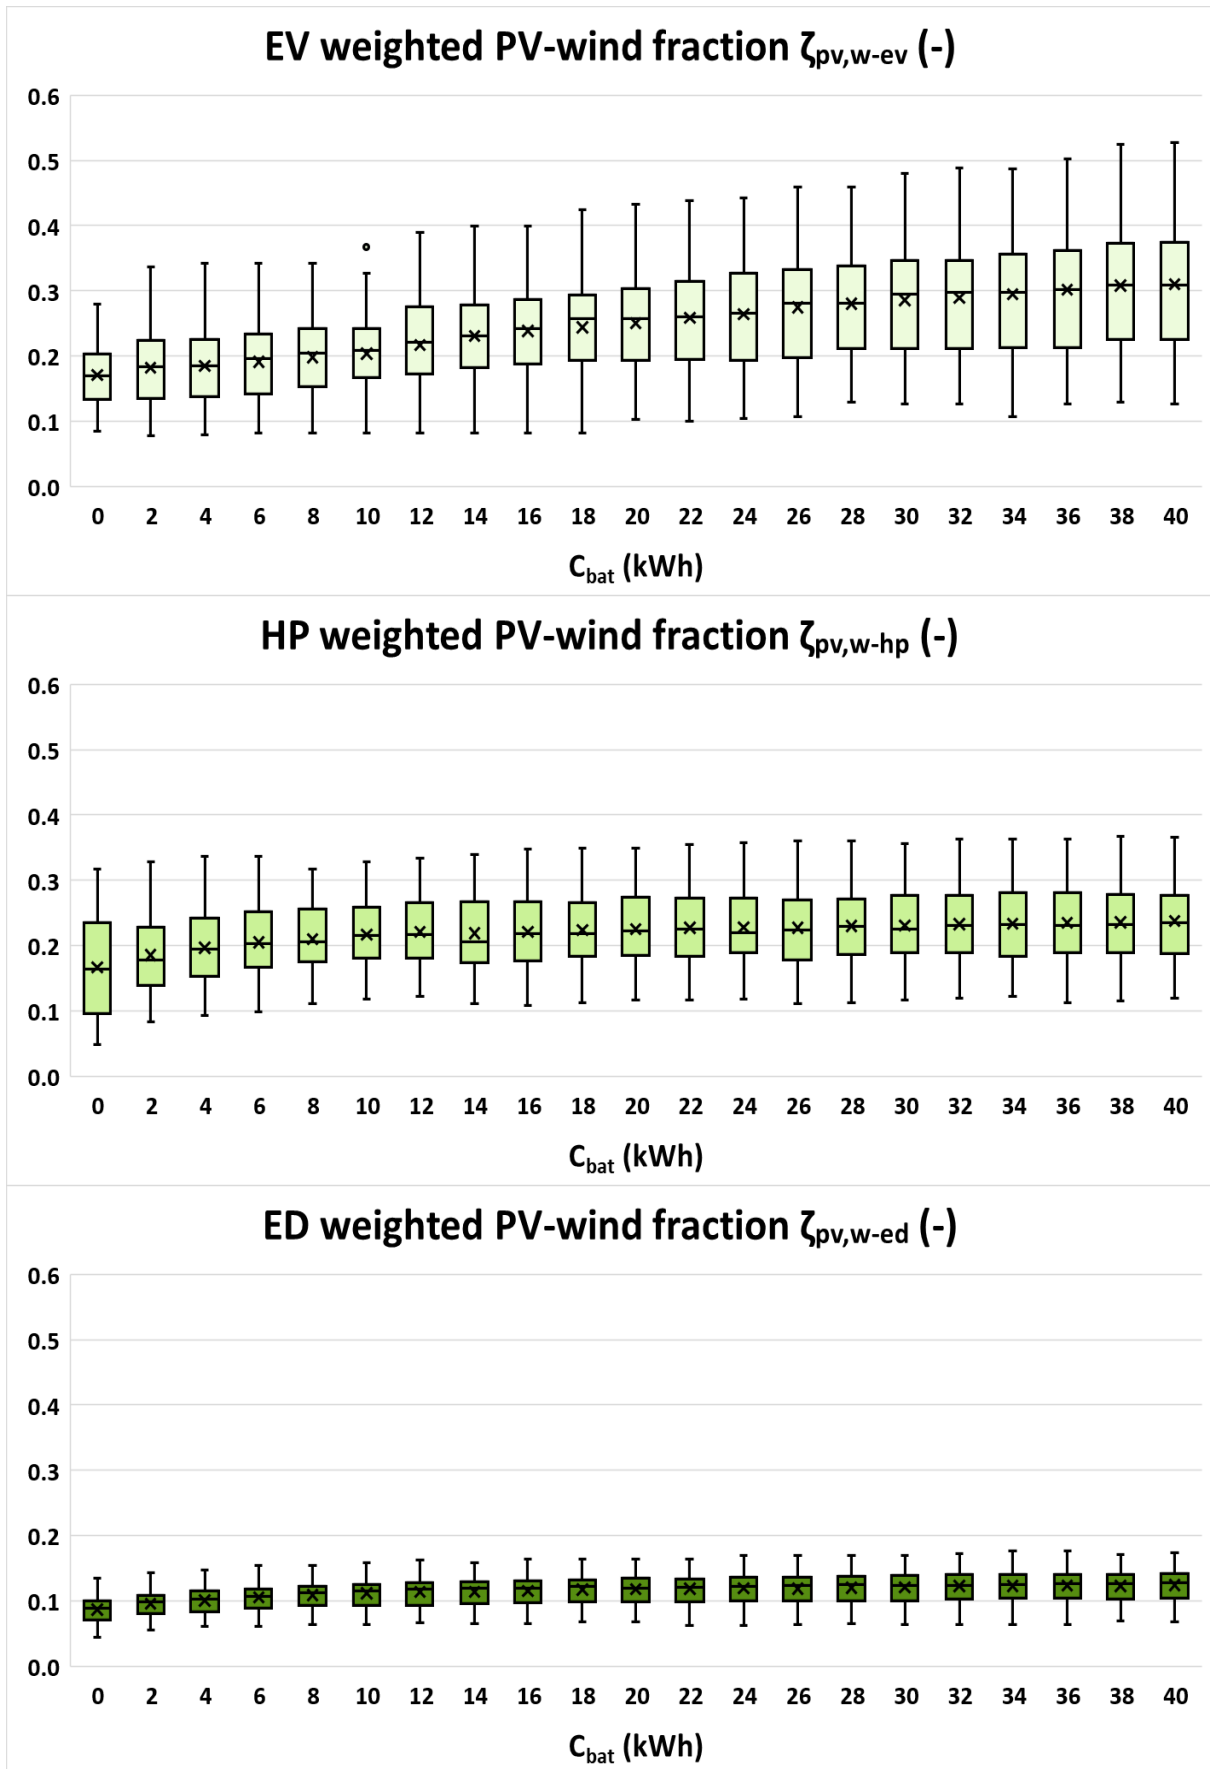 EV weighted PV-wind fraction ζpv,w-ev (-)
0.6
0.5
0.4
0.3
0.2
0.1
0.0
0 2 4 6 8 10 12 14 16 18 20 22 24 26 28 30 32 34 36 38 40
Cbat (kWh)
HP weighted PV-wind fraction ζpv,w-hp (-)
0.6
0.5
0.4
0.3
0.2
0.1
0.0
0 2 4 6 8 10 12 14 16 18 20 22 24 26 28 30 32 34 36 38 40
Cbat (kWh)
ED weighted PV-wind fraction ζpv,w-ed (-)
0.6
0.5
0.4
0.3
0.2
0.1
0.0
0 2 4 6 8 10 12 14 16 18 20 22 24 26 28 30 32 34 36 38 40
Cbat (kWh)